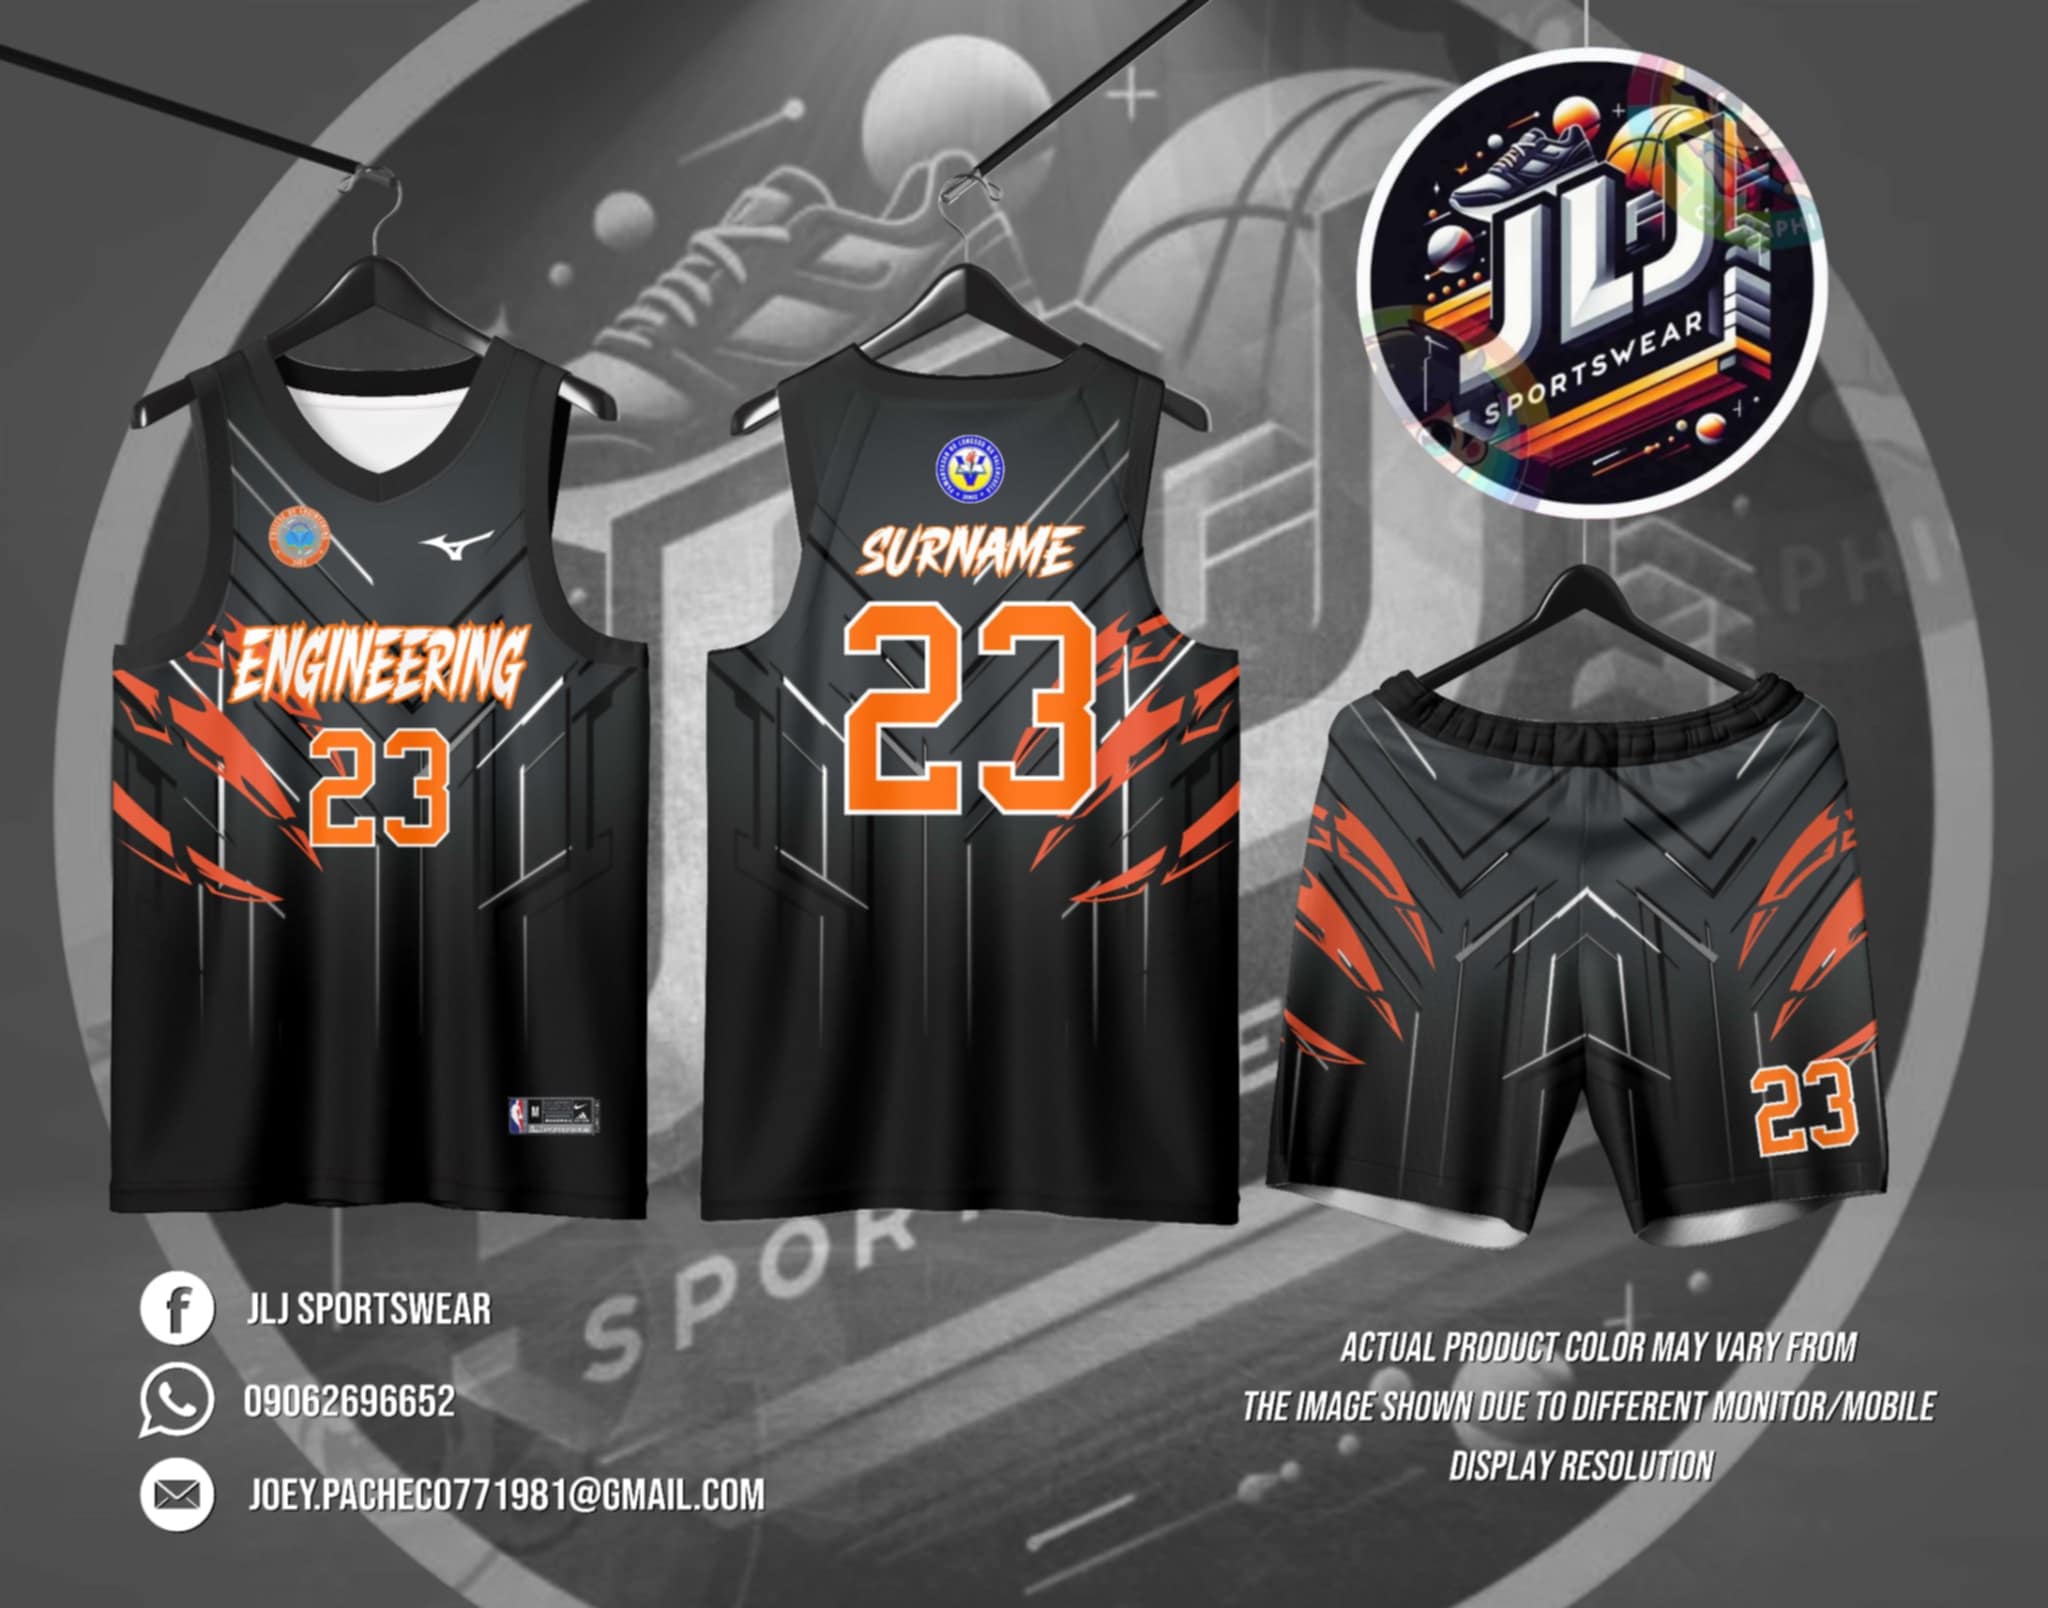 JLJ
SPORTSWEAR
SURNAME
ENGINEERING
23
23
23
M
SPORT
JLJ SPORTSWEAR
09062696652
JOEY.PACHECO771981@GMAIL.COM
ACTUAL PRODUCT COLOR MAY VARY FROM
THE IMAGE SHOWN DUE TO DIFFERENT MONITOR/MOBILE
DISPLAY RESOLUTION